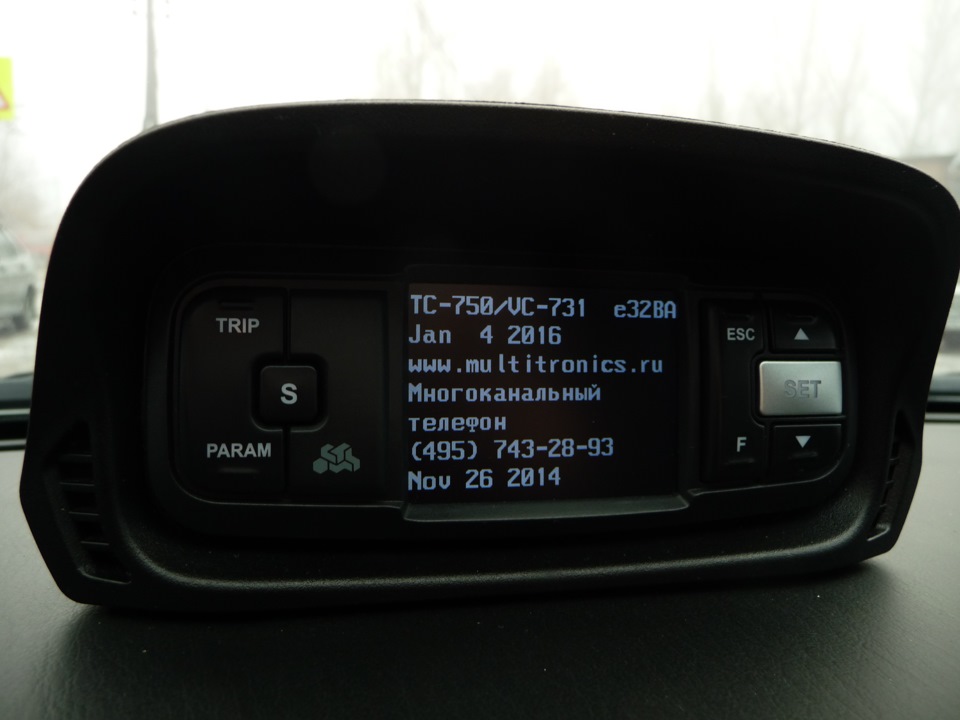 TRIP
S
PARAM
TC-750/VC-731 e32BA
Jan 4 2016
www.multitronics.ru
Многоканальный
телефон
(495) 743-28-93
Nov 26 2014
ESC
SET
F